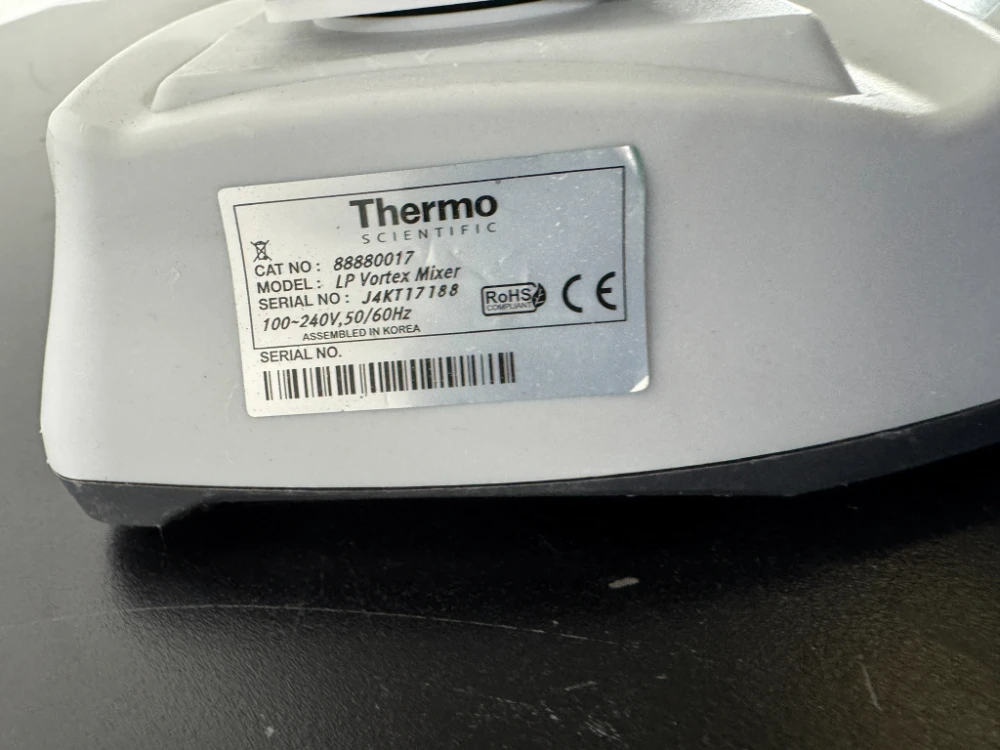 Thermo
SCIENTIFIC
CAT NO : 88880017
MODEL : LP Vortex Mixer
SERIAL NO : J4KT17188
100~240V,50/60Hz
ASSEMBLED IN KOREA
RoHS
COMPLIANT
CE
SERIAL NO.